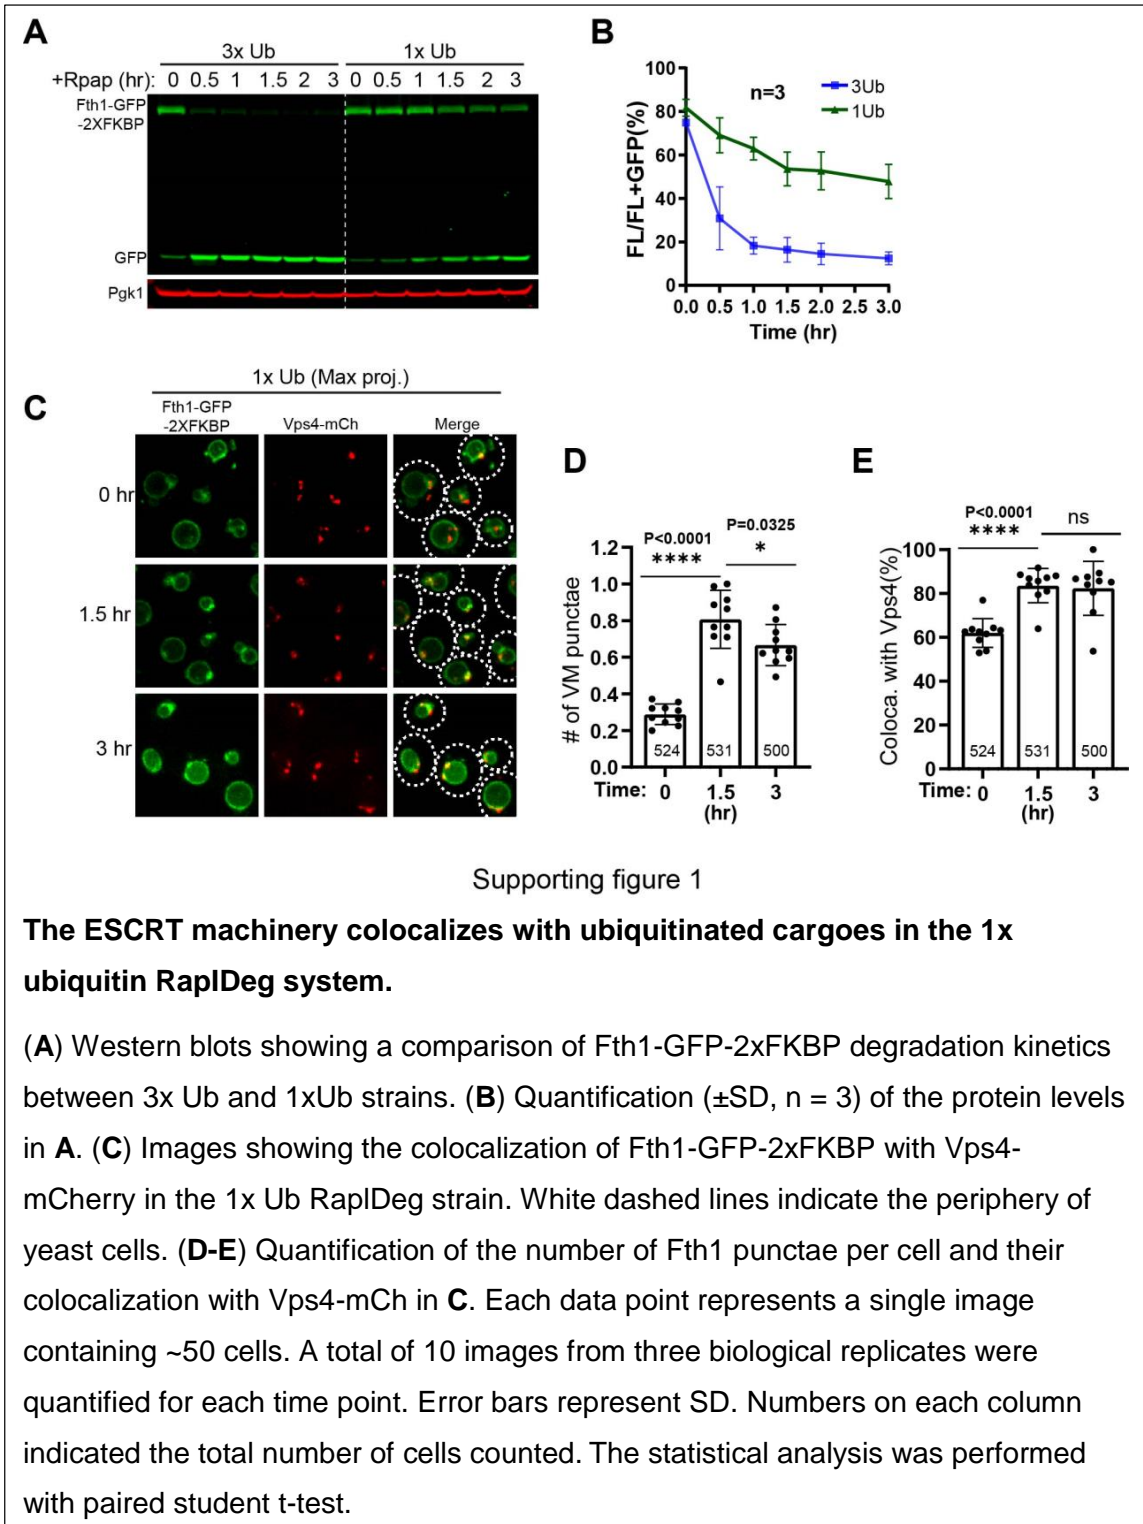 A
3x Ub 1x Ub
+Rpap (hr): 0 0.5 1 1.5 2 3 0 0.5 1 1.5 2 3
Fth1-GFP
-2XFKBP
GFP
Pgk1
B
n=3
3Ub
1Ub
FL/FL+GFP(%)
100
80
60
40
20
0
0.0 0.5 1.0 1.5 2.0 2.5 3.0
Time (hr)
C
1x Ub (Max proj.)
Fth1-GFP
-2XFKBP
Vps4-mCh
Merge
0 hr
1.5 hr
3 hr
D
P<0.0001
****
P=0.0325
*
# of VM punctae
1.2
1.0
0.8
0.6
0.4
0.2
0.0
524 531 500
Time: 0 1.5 3
(hr)
E
P<0.0001
****
ns
Coloca. with Vps4(%)
100
80
60
40
20
0
524 531 500
Time: 0 1.5 3
(hr)
Supporting figure 1
The ESCRT machinery colocalizes with ubiquitinated cargoes in the 1x
ubiquitin RapIDeg system.
(A) Western blots showing a comparison of Fth1-GFP-2xFKBP degradation kinetics
between 3x Ub and 1xUb strains. (B) Quantification (±SD, n = 3) of the protein levels
in A. (C) Images showing the colocalization of Fth1-GFP-2xFKBP with Vps4-
mCherry in the 1x Ub RapIDeg strain. White dashed lines indicate the periphery of
yeast cells. (D-E) Quantification of the number of Fth1 punctae per cell and their
colocalization with Vps4-mCh in C. Each data point represents a single image
containing ~50 cells. A total of 10 images from three biological replicates were
quantified for each time point. Error bars represent SD. Numbers on each column
indicated the total number of cells counted. The statistical analysis was performed
with paired student t-test.